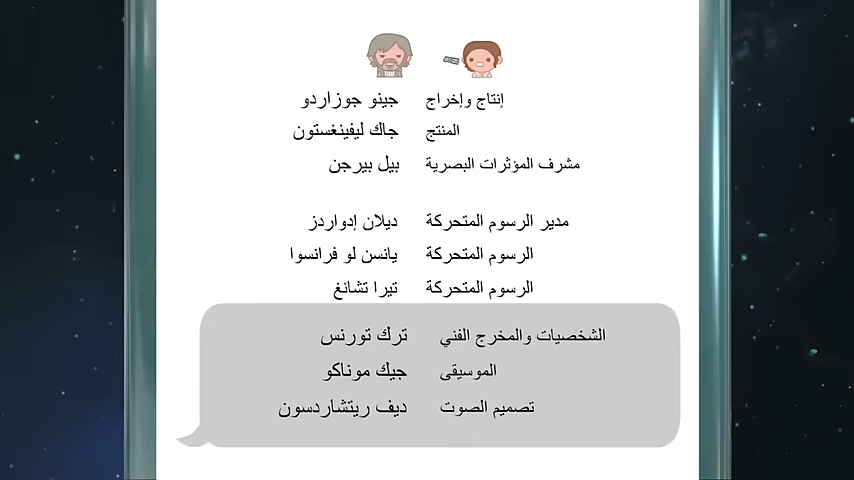 إنتاج وإخراج جينو جوزاردو
المنتج جاك ليفينغستون
مشرف المؤثرات البصرية بيل بيرجن
مدير الرسوم المتحركة ديلان إدواردز
الرسوم المتحركة يانسن لو فرانسوا
الرسوم المتحركة تيرا تشانغ
الشخصيات والمخرج الفني ترك تورنس
الموسيقى جيك موناكو
تصميم الصوت ديف ريتشاردسون